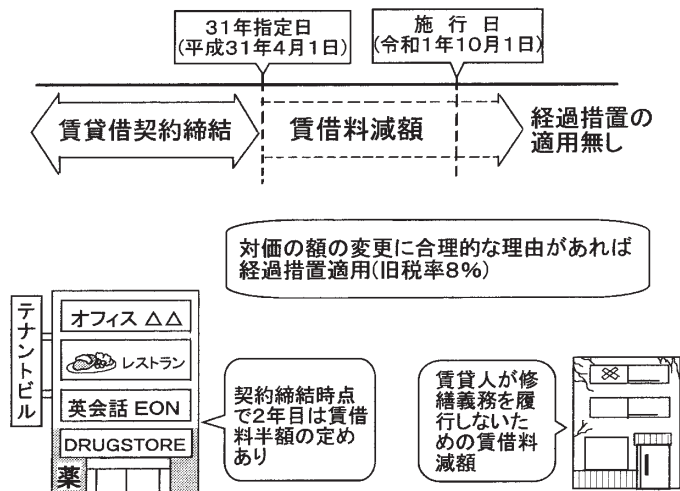 31年指定日
(平成31年4月1日)
施行日
(令和1年10月1日)
賃貸借契約締結
賃借料減額
経過措置の
適用無し
対価の額の変更に合理的な理由があれば
経過措置適用(旧税率8%)
テナントビル
オフィス △△
レストラン
英会話 EON
DRUGSTORE
薬
契約締結時点
で2年目は賃借
料半額の定め
あり
賃貸人が修
繕義務を履
行しないた
めの賃借料
減額